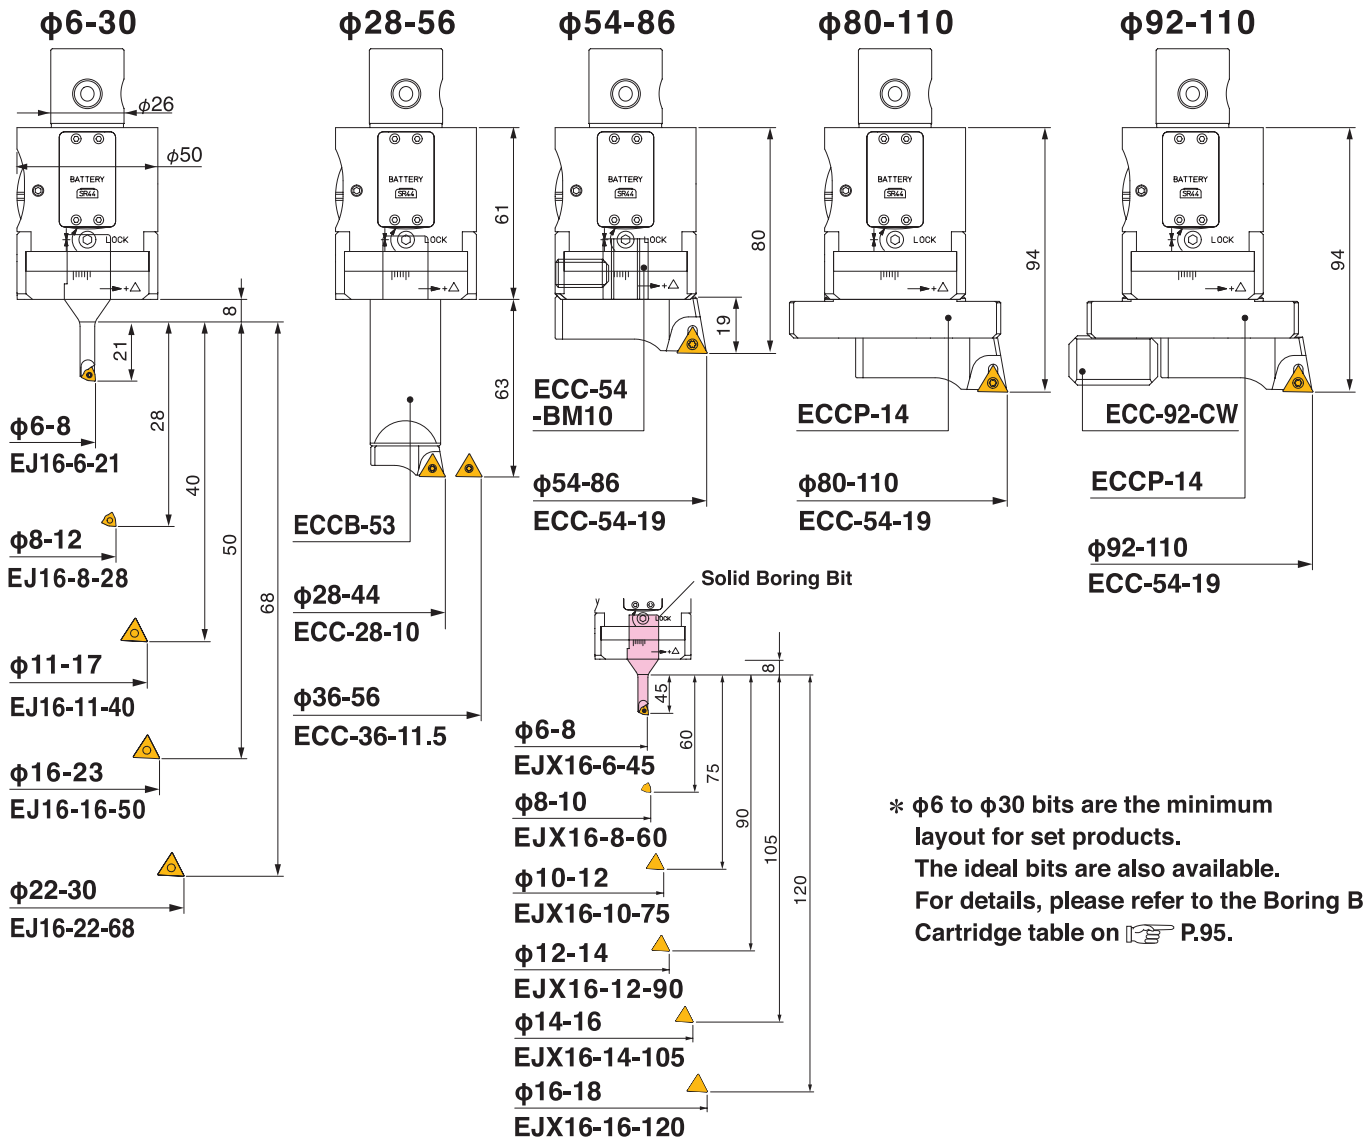 φ6-30
φ28-56
φ54-86
φ80-110
φ92-110
φ26
φ50
BATTERY
SR44
LOCK
+△
8
21
28
40
50
68
φ6-8
EJ16-6-21
φ8-12
EJ16-8-28
φ11-17
EJ16-11-40
φ16-23
EJ16-16-50
φ22-30
EJ16-22-68
BATTERY
SR44
LOCK
+△
61
63
ECCB-53
φ28-44
ECC-28-10
φ36-56
ECC-36-11.5
BATTERY
SR44
LOCK
+△
80
19
ECC-54
-BM10
φ54-86
ECC-54-19
BATTERY
SR44
LOCK
+△
94
ECCP-14
φ80-110
ECC-54-19
BATTERY
SR44
LOCK
+△
94
ECC-92-CW
ECCP-14
φ92-110
ECC-54-19
Solid Boring Bit
LOCK
+△
8
45
60
75
90
105
120
φ6-8
EJX16-6-45
φ8-10
EJX16-8-60
φ10-12
EJX16-10-75
φ12-14
EJX16-12-90
φ14-16
EJX16-14-105
φ16-18
EJX16-16-120
* φ6 to φ30 bits are the minimum
layout for set products.
The ideal bits are also available.
For details, please refer to the Boring B
Cartridge table on ☞ P.95.